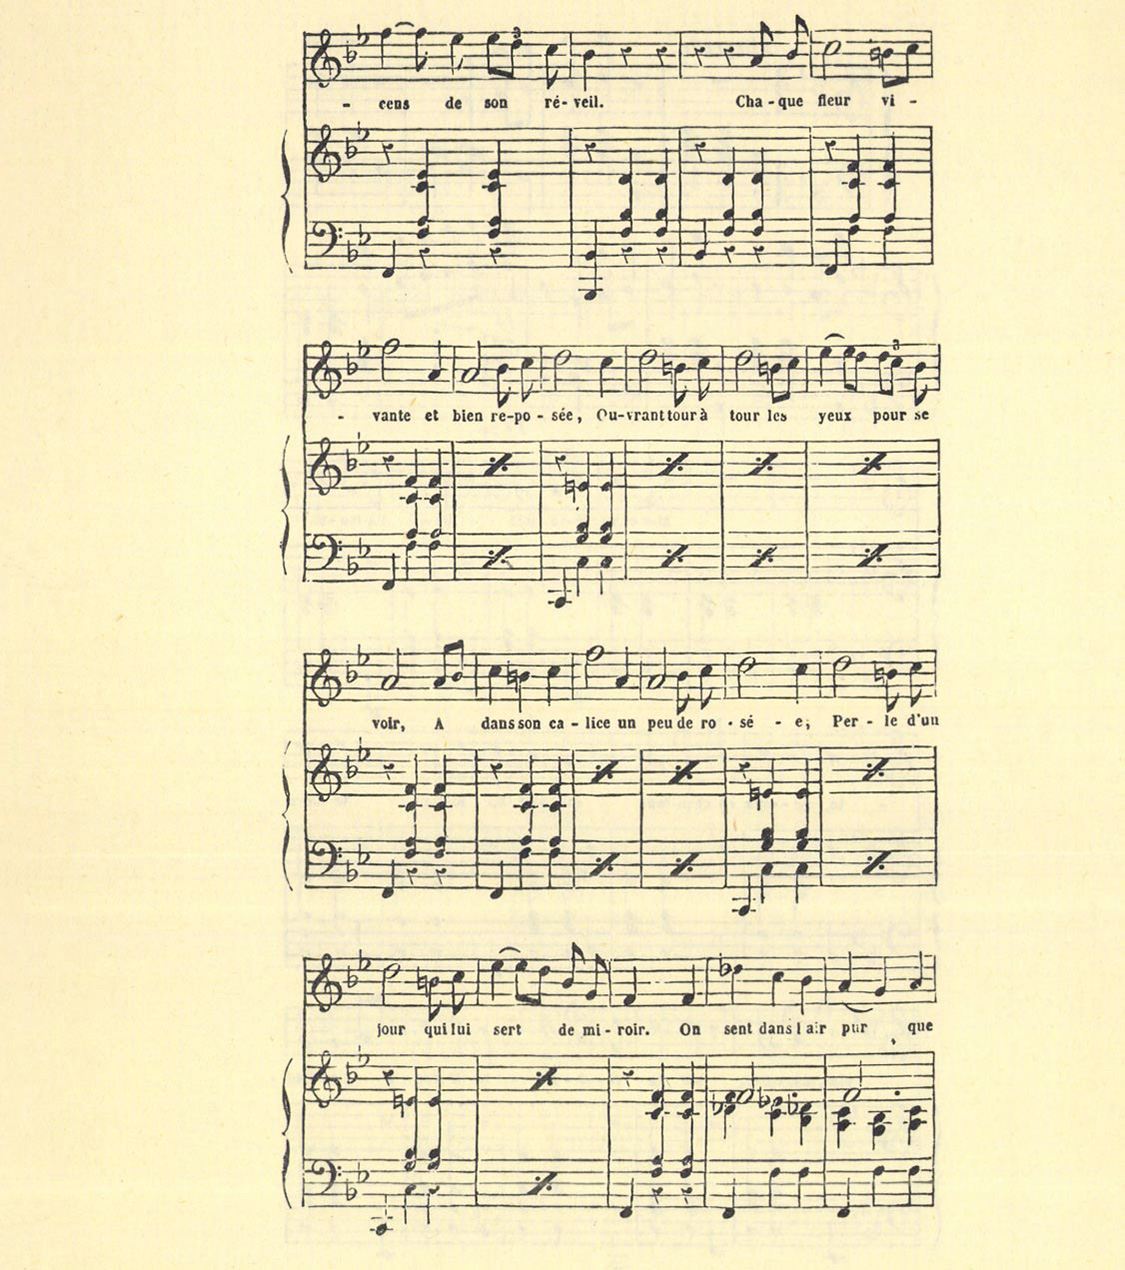 - cens de son ré-veil. Cha-que fleur vi -
- vante et bien re-po-sée, Ou-vrant tour à tour les yeux pour se
voir, A dans son ca-lice un peu de ro-sé-e, Per-le d'un
jour qui lui sert de mi-roir. On sent dans l'air pur que